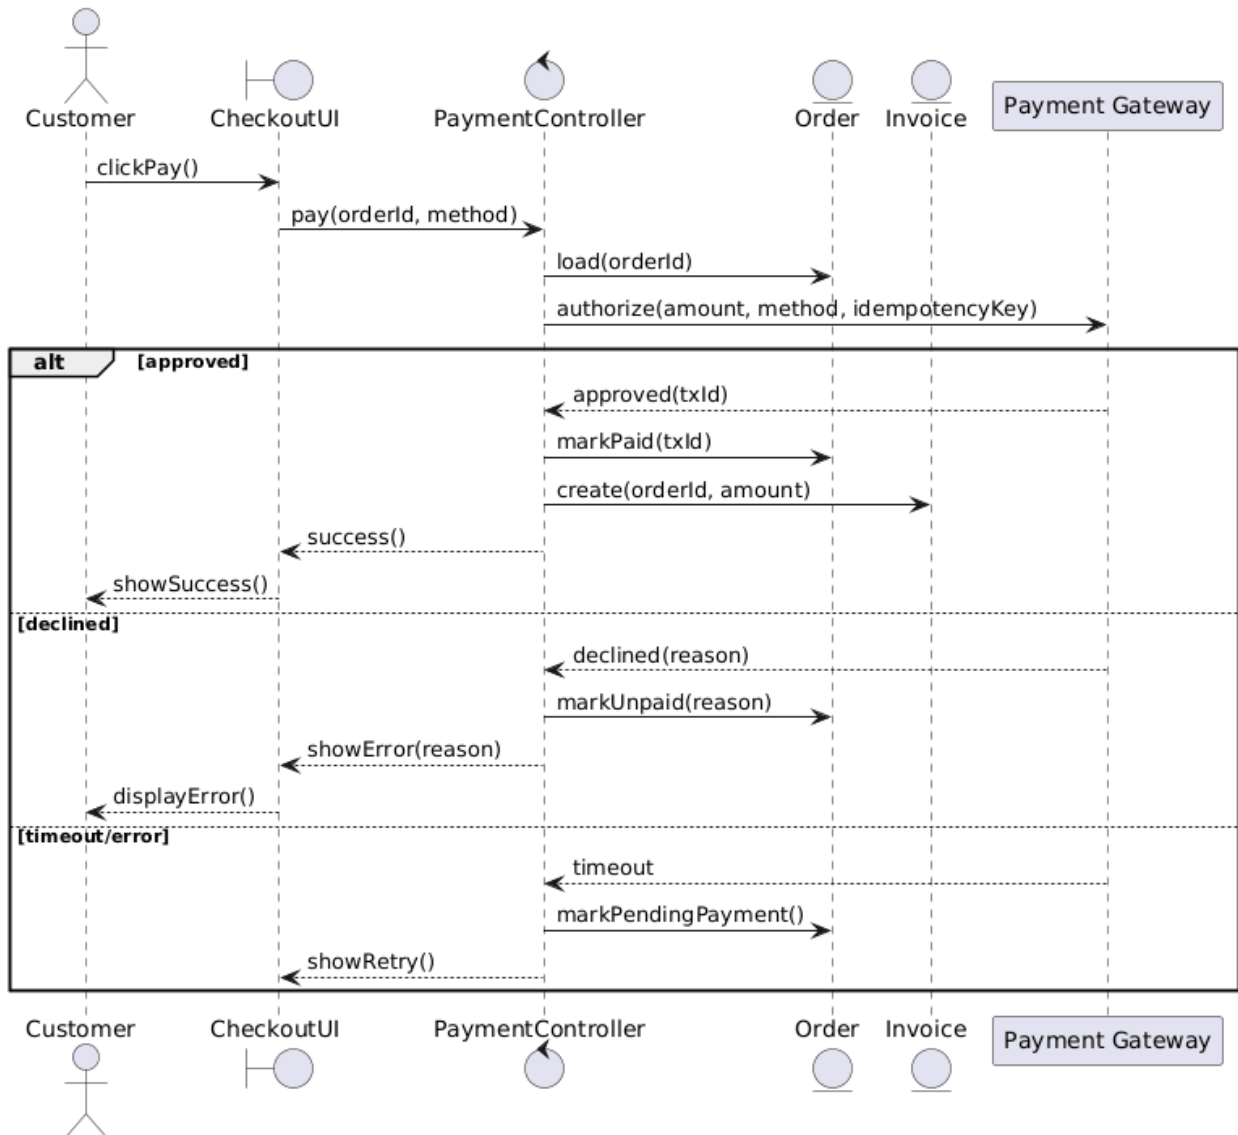 Customer
CheckoutUI
PaymentController
Order
Invoice
Payment Gateway
clickPay()
pay(orderId, method)
load(orderId)
authorize(amount, method, idempotencyKey)
alt
[approved]
approved(txId)
markPaid(txId)
create(orderId, amount)
success()
showSuccess()
[declined]
declined(reason)
markUnpaid(reason)
showError(reason)
displayError()
[timeout/error]
timeout
markPendingPayment()
showRetry()
Customer
CheckoutUI
PaymentController
Order
Invoice
Payment Gateway